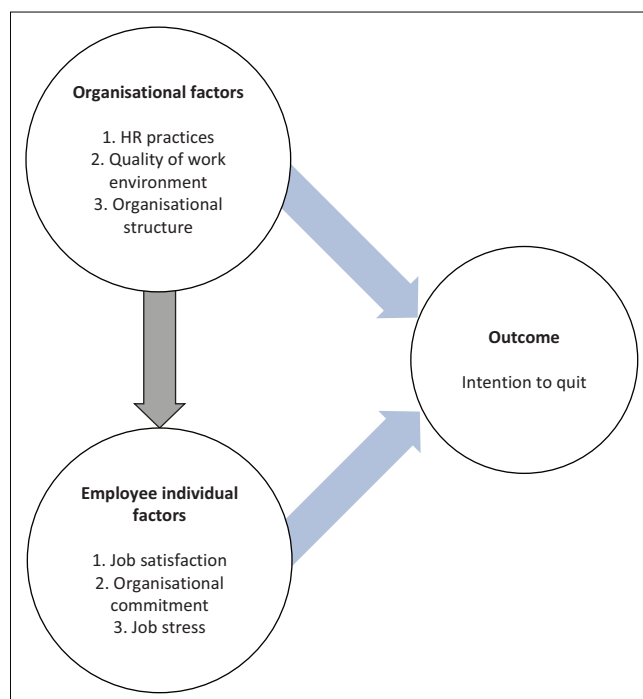 Organisational factors
1. HR practices
2. Quality of work
environment
3. Organisational
structure
Outcome
Intention to quit
Employee individual
factors
1. Job satisfaction
2. Organisational
commitment
3. Job stress